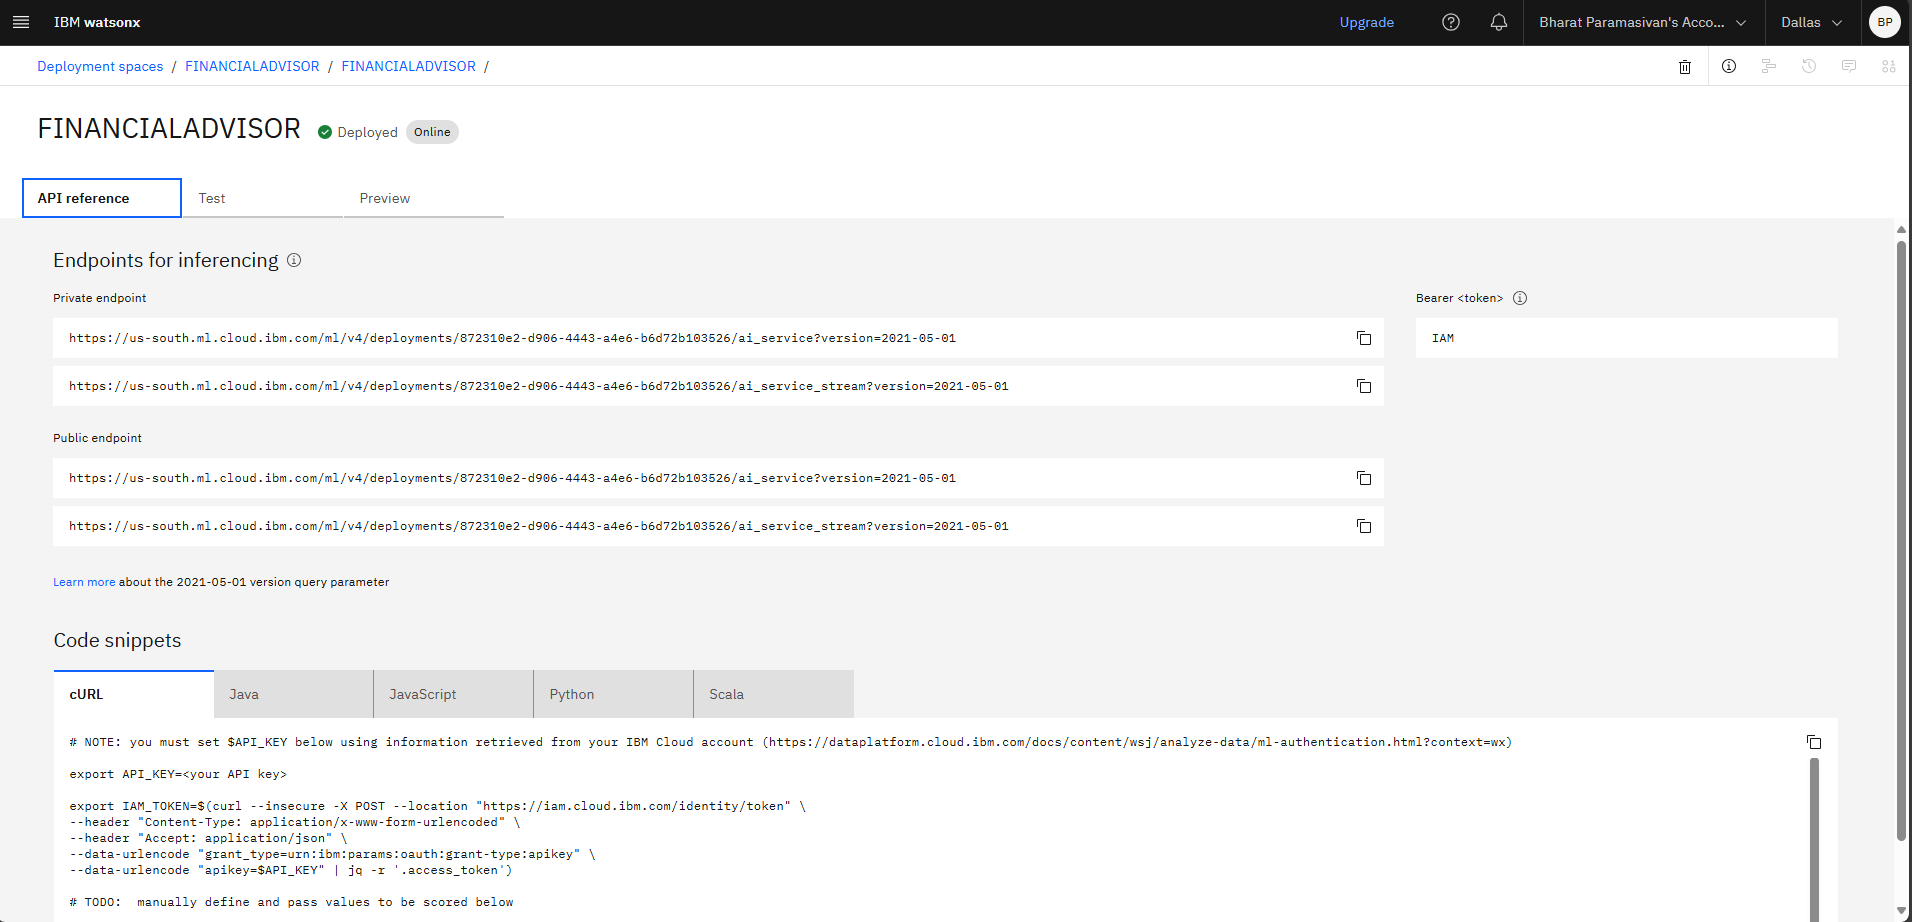 IBM watsonx
Upgrade
Bharat Paramasivan's Acco...
Dallas
BP
Deployment spaces / FINANCIALADVISOR / FINANCIALADVISOR /
FINANCIALADVISOR
Deployed
Online
API reference
Test
Preview
Endpoints for inferencing
Private endpoint
https://us-south.ml.cloud.ibm.com/ml/v4/deployments/872310e2-d906-4443-a4e6-b6d72b103526/ai_service?version=2021-05-01
https://us-south.ml.cloud.ibm.com/ml/v4/deployments/872310e2-d906-4443-a4e6-b6d72b103526/ai_service_stream?version=2021-05-01
Bearer <token>
IAM
Public endpoint
https://us-south.ml.cloud.ibm.com/ml/v4/deployments/872310e2-d906-4443-a4e6-b6d72b103526/ai_service?version=2021-05-01
https://us-south.ml.cloud.ibm.com/ml/v4/deployments/872310e2-d906-4443-a4e6-b6d72b103526/ai_service_stream?version=2021-05-01
Learn more about the 2021-05-01 version query parameter
Code snippets
cURL
Java
JavaScript
Python
Scala
# NOTE: you must set $API_KEY below using information retrieved from your IBM Cloud account (https://dataplatform.cloud.ibm.com/docs/content/wsj/analyze-data/ml-authentication.html?context=wx)
export API_KEY=<your API key>
export IAM_TOKEN=$(curl --insecure -X POST --location "https://iam.cloud.ibm.com/identity/token" \
--header "Content-Type: application/x-www-form-urlencoded" \
--header "Accept: application/json" \
--data-urlencode "grant_type=urn:ibm:params:oauth:grant-type:apikey" \
--data-urlencode "apikey=$API_KEY" | jq -r '.access_token')
# TODO:  manually define and pass values to be scored below